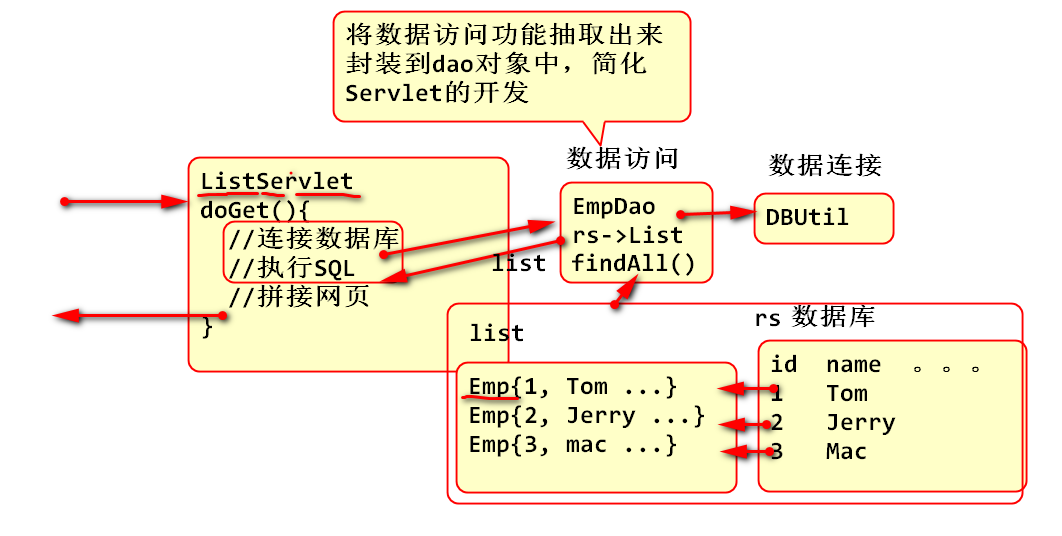 将数据访问功能抽取出来
封装到dao对象中，简化
Servlet的开发
数据访问
数据连接
ListServlet
doGet(){
//连接数据库
//执行SQL
//拼接网页
}
list
EmpDao
rs->List
findAll()
DBUtil
list
rs 数据库
Emp{1, Tom ...}
Emp{2, Jerry ...}
Emp{3, mac ...}
id name 。。。
1 Tom
2 Jerry
3 Mac